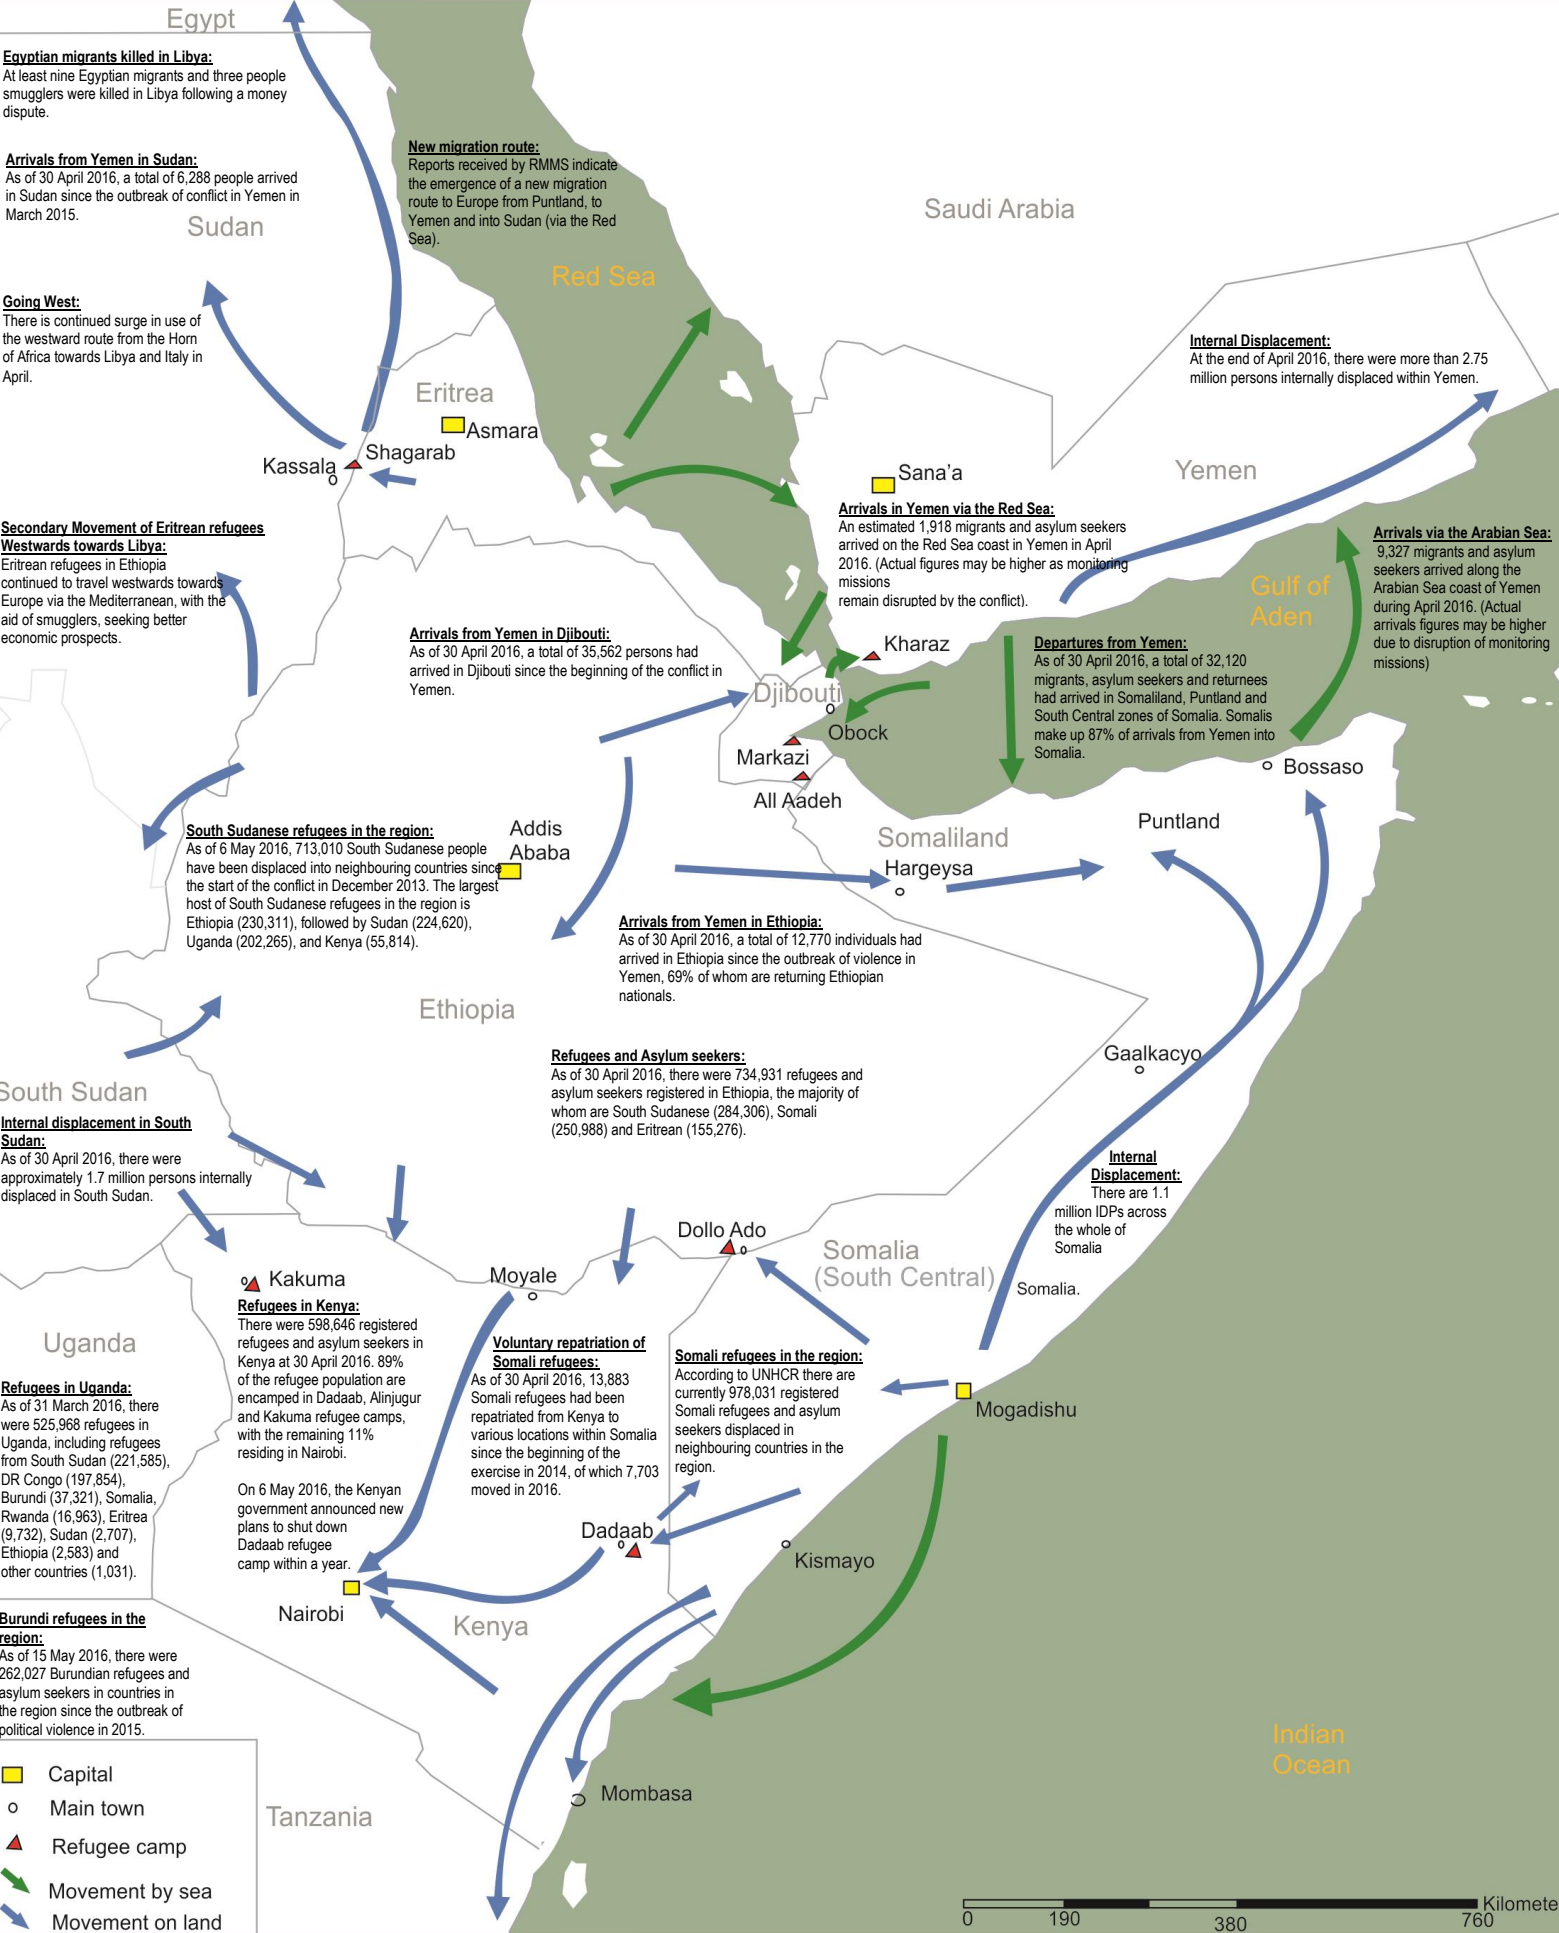 Egypt
Egyptian migrants killed in Libya:
At least nine Egyptian migrants and three people
smugglers were killed in Libya following a money
dispute.
Arrivals from Yemen in Sudan:
As of 30 April 2016, a total of 6,288 people arrived
in Sudan since the outbreak of conflict in Yemen in
March 2015.
Sudan
New migration route:
Reports received by RMMS indicate
the emergence of a new migration
route to Europe from Puntland, to
Yemen and into Sudan (via the Red
Sea).
Red Sea
Saudi Arabia
Going West:
There is continued surge in use of
the westward route from the Horn
of Africa towards Libya and Italy in
April.
Internal Displacement:
At the end of April 2016, there were more than 2.75
million persons internally displaced within Yemen.
Eritrea
Asmara
Shagarab
Kassala
Sana'a
Yemen
Arrivals in Yemen via the Red Sea:
An estimated 1,918 migrants and asylum seekers
arrived on the Red Sea coast in Yemen in April
2016. (Actual figures may be higher as monitoring
missions
remain disrupted by the conflict).
Secondary Movement of Eritrean refugees
Westwards towards Libya:
Eritrean refugees in Ethiopia
continued to travel westwards towards
Europe via the Mediterranean, with the
aid of smugglers, seeking better
economic prospects.
Gulf of
Aden
Arrivals via the Arabian Sea:
9,327 migrants and asylum
seekers arrived along the
Arabian Sea coast of Yemen
during April 2016. (Actual
arrivals figures may be higher
due to disruption of monitoring
missions)
Arrivals from Yemen in Djibouti:
As of 30 April 2016, a total of 35,562 persons had
arrived in Djibouti since the beginning of the conflict in
Yemen.
Kharaz
Departures from Yemen:
As of 30 April 2016, a total of 32,120
migrants, asylum seekers and returnees
had arrived in Somaliland, Puntland and
South Central zones of Somalia. Somalis
make up 87% of arrivals from Yemen into
Somalia.
Djibouti
Obock
Markazi
All Aadeh
Bossaso
Puntland
Somaliland
Hargeysa
South Sudanese refugees in the region:
As of 6 May 2016, 713,010 South Sudanese people
have been displaced into neighbouring countries since
the start of the conflict in December 2013. The largest
host of South Sudanese refugees in the region is
Ethiopia (230,311), followed by Sudan (224,620),
Uganda (202,265), and Kenya (55,814).
Addis
Ababa
Arrivals from Yemen in Ethiopia:
As of 30 April 2016, a total of 12,770 individuals had
arrived in Ethiopia since the outbreak of violence in
Yemen, 69% of whom are returning Ethiopian
nationals.
Ethiopia
Refugees and Asylum seekers:
As of 30 April 2016, there were 734,931 refugees and
asylum seekers registered in Ethiopia, the majority of
whom are South Sudanese (284,306), Somali
(250,988) and Eritrean (155,276).
Gaalkacyo
South Sudan
Internal displacement in South
Sudan:
As of 30 April 2016, there were
approximately 1.7 million persons internally
displaced in South Sudan.
Internal
Displacement:
There are 1.1
million IDPs across
the whole of
Somalia
Somalia.
Dollo Ado
Somalia
(South Central)
Kakuma
Moyale
Refugees in Kenya:
There were 598,646 registered
refugees and asylum seekers in
Kenya at 30 April 2016. 89%
of the refugee population are
encamped in Dadaab, Alinjugur
and Kakuma refugee camps,
with the remaining 11%
residing in Nairobi.
On 6 May 2016, the Kenyan
government announced new
plans to shut down
Dadaab refugee
camp within a year.
Uganda
Refugees in Uganda:
As of 31 March 2016, there
were 525,968 refugees in
Uganda, including refugees
from South Sudan (221,585),
DR Congo (197,854),
Burundi (37,321), Somalia,
Rwanda (16,963), Eritrea
(9,732), Sudan (2,707),
Ethiopia (2,583) and
other countries (1,031).
Voluntary repatriation of
Somali refugees:
As of 30 April 2016, 13,883
Somali refugees had been
repatriated from Kenya to
various locations within Somalia
since the beginning of the
exercise in 2014, of which 7,703
moved in 2016.
Somali refugees in the region:
According to UNHCR there are
currently 978,031 registered
Somali refugees and asylum
seekers displaced in
neighbouring countries in the
region.
Mogadishu
Dadaab
Kismayo
Nairobi
Kenya
Burundi refugees in the
region:
As of 15 May 2016, there were
262,027 Burundian refugees and
asylum seekers in countries in
the region since the outbreak of
political violence in 2015.
Indian
Ocean
Mombasa
Tanzania
Capital
Main town
Refugee camp
Movement by sea
Movement on land
0 190 380 760 Kilomete